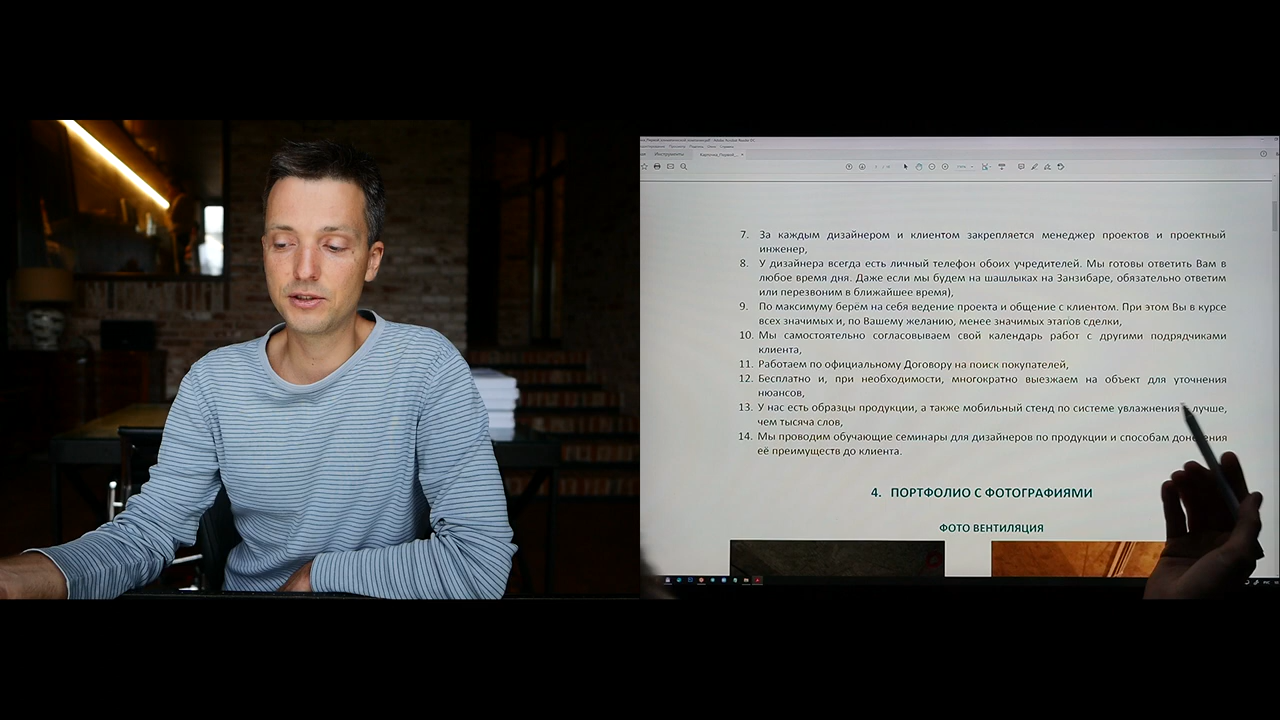 Инструменты
7. За каждым дизайнером и клиентом закрепляется менеджер проектов и проектный
инженер,
8. У дизайнера всегда есть личный телефон обоих учредителей. Мы готовы ответить Вам в
любое время дня. Даже если мы будем на шашлыках на Занзибаре, обязательно ответим
или перезвоним в ближайшее время),
9. По максимуму берём на себя ведение проекта и общение с клиентом. При этом Вы в курсе
всех значимых и, по Вашему желанию, менее значимых этапов сделки,
10. Мы самостоятельно согласовываем свой календарь работ с другими подрядчиками
клиента,
11. Работаем по официальному Договору на поиск покупателей,
12. Бесплатно и, при необходимости, многократно выезжаем на объект для уточнения
нюансов,
13. У нас есть образцы продукции, а также мобильный стенд по системе увлажнения лучше,
чем тысяча слов,
14. Мы проводим обучающие семинары для дизайнеров по продукции и способам
её преимуществ до клиента.
4. ПОРТФОЛИО С ФОТОГРАФИЯМИ
ФОТО ВЕНТИЛЯЦИЯ